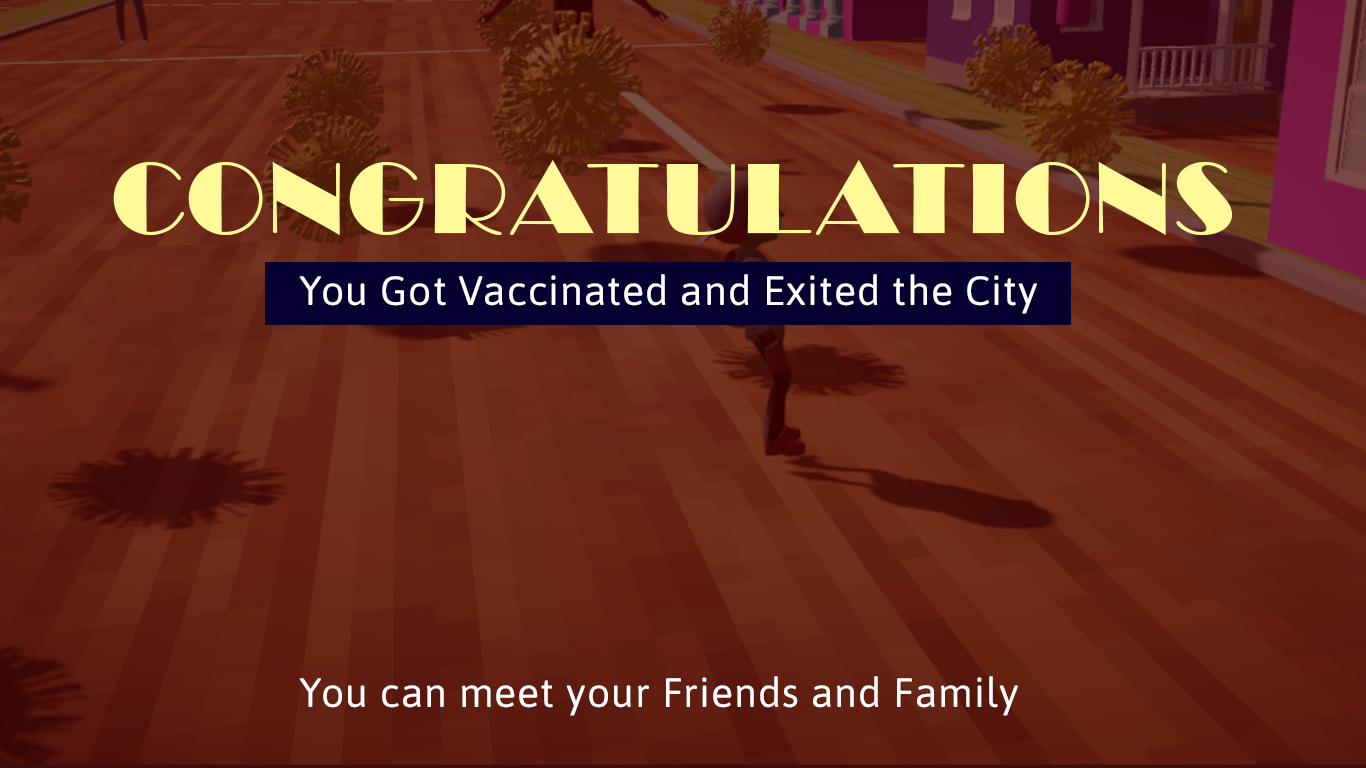 CONGRATULATIONS
You Got Vaccinated and Exited the City
You can meet your Friends and Family